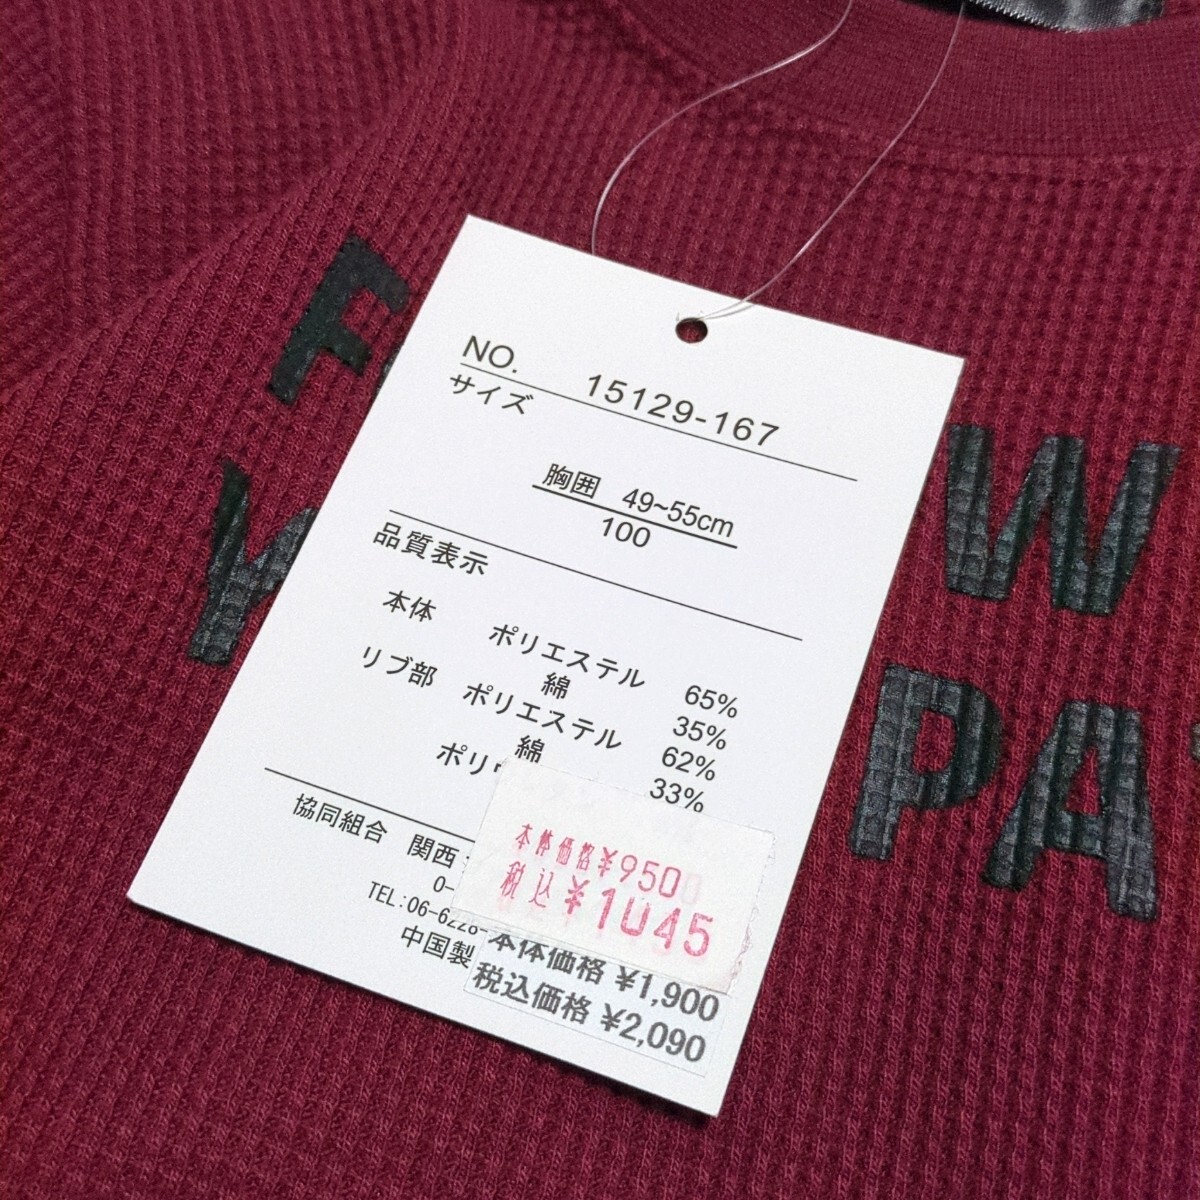 NO. 15129-167
サイズ
胸囲 49~55cm
100
品質表示
本体 ポリエステル 65%
綿 35%
リブ部 ポリエステル 62%
綿 33%
協同組合 関西
TEL:06-6228-
中国製
本体価格¥950
税込¥1045
本体価格 ¥1,900
税込価格 ¥2,090
W
PA